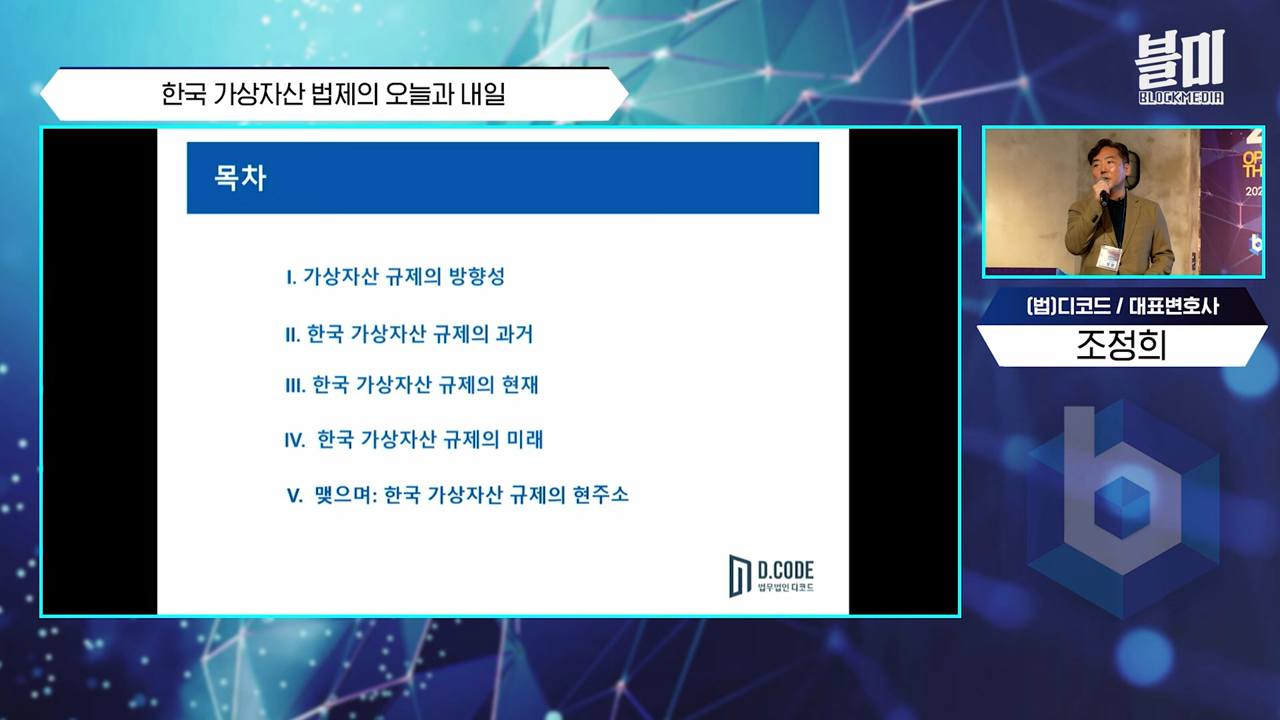 한국 가상자산 법제의 오늘과 내일
블미
BLOCKMEDIA
목차
I. 가상자산 규제의 방향성
II. 한국 가상자산 규제의 과거
III. 한국 가상자산 규제의 현재
IV. 한국 가상자산 규제의 미래
V. 맺으며: 한국 가상자산 규제의 현주소
D.CODE
법무법인 디코드
OP
TH
202
(법)디코드 / 대표변호사
조정희